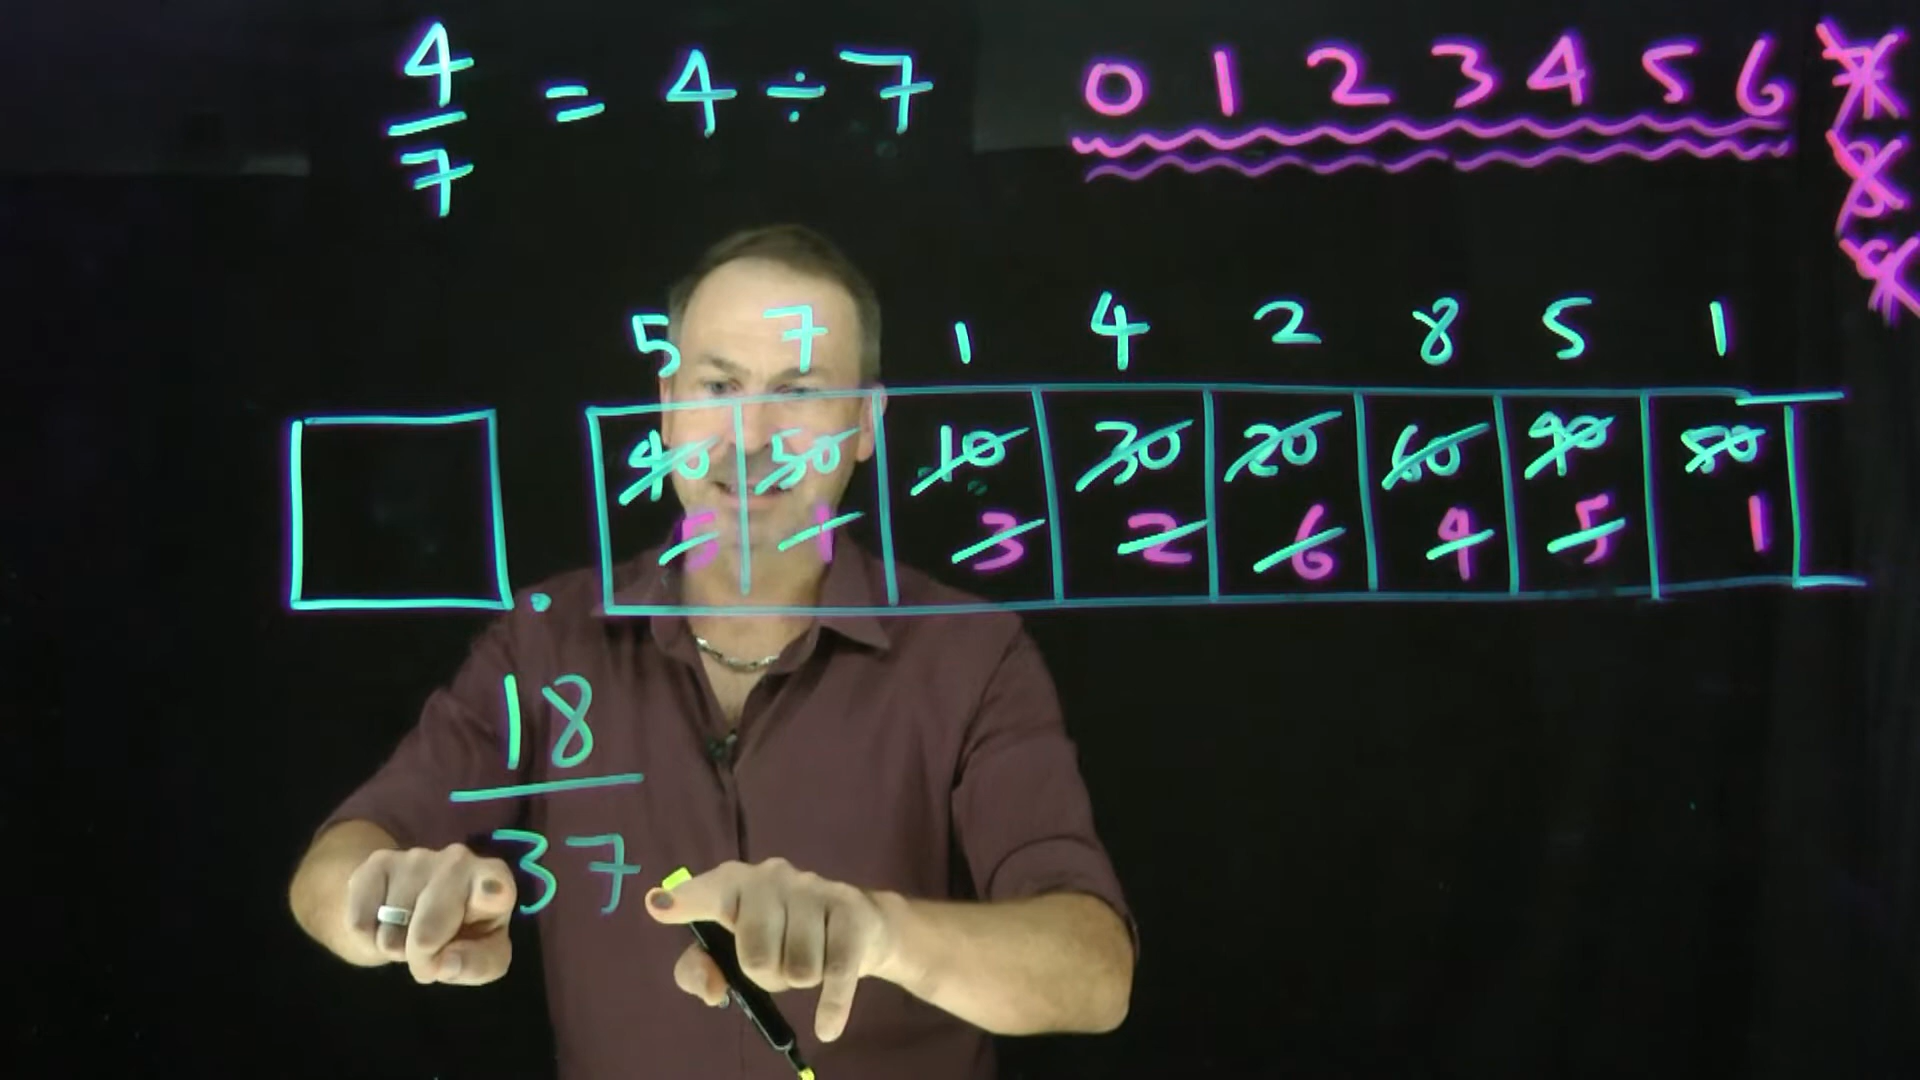 4/7 = 4 ÷ 7
0 1 2 3 4 5 6 7
8
9
5 7 1 4 2 8 5 1
40 50 10 30 20 60 40 50
. 5 1 3 2 6 4 5 1
18
37